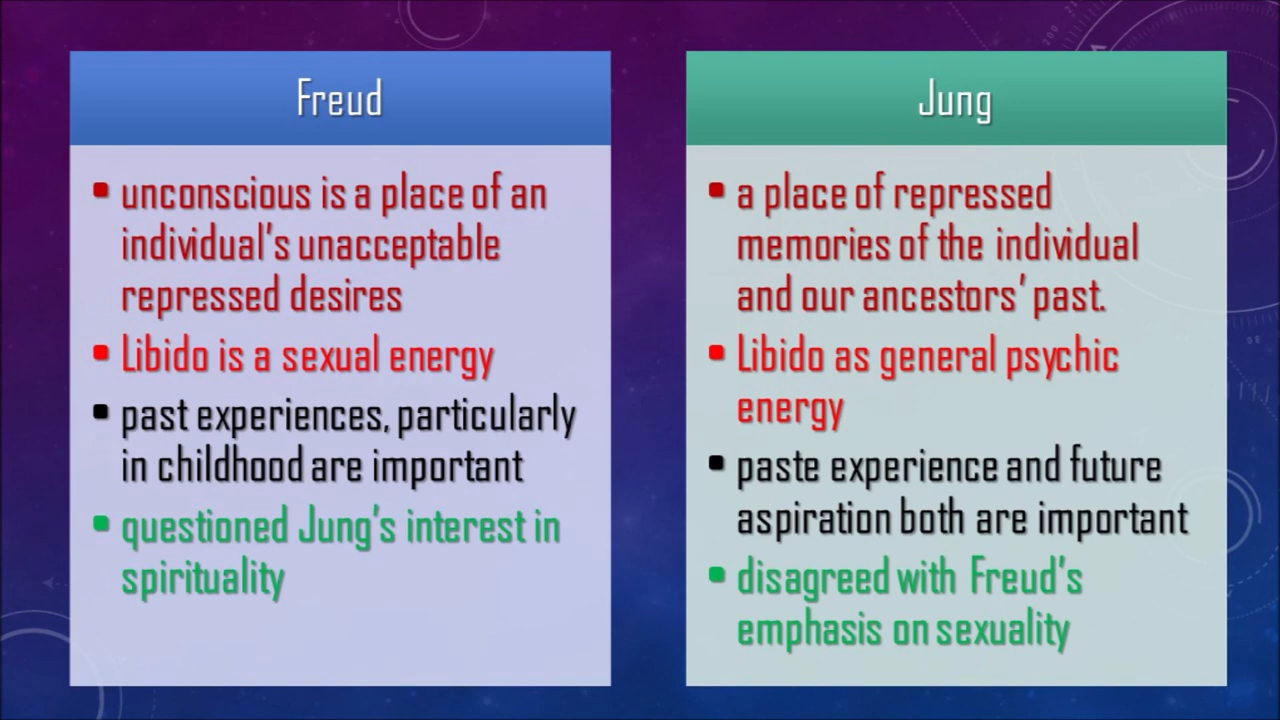 Freud
▪ unconscious is a place of an
individual's unacceptable
repressed desires
▪ Libido is a sexual energy
▪ past experiences, particularly
in childhood are important
▪ questioned Jung's interest in
spirituality
Jung
▪ a place of repressed
memories of the individual
and our ancestors' past.
▪ Libido as general psychic
energy
▪ paste experience and future
aspiration both are important
▪ disagreed with Freud's
emphasis on sexuality